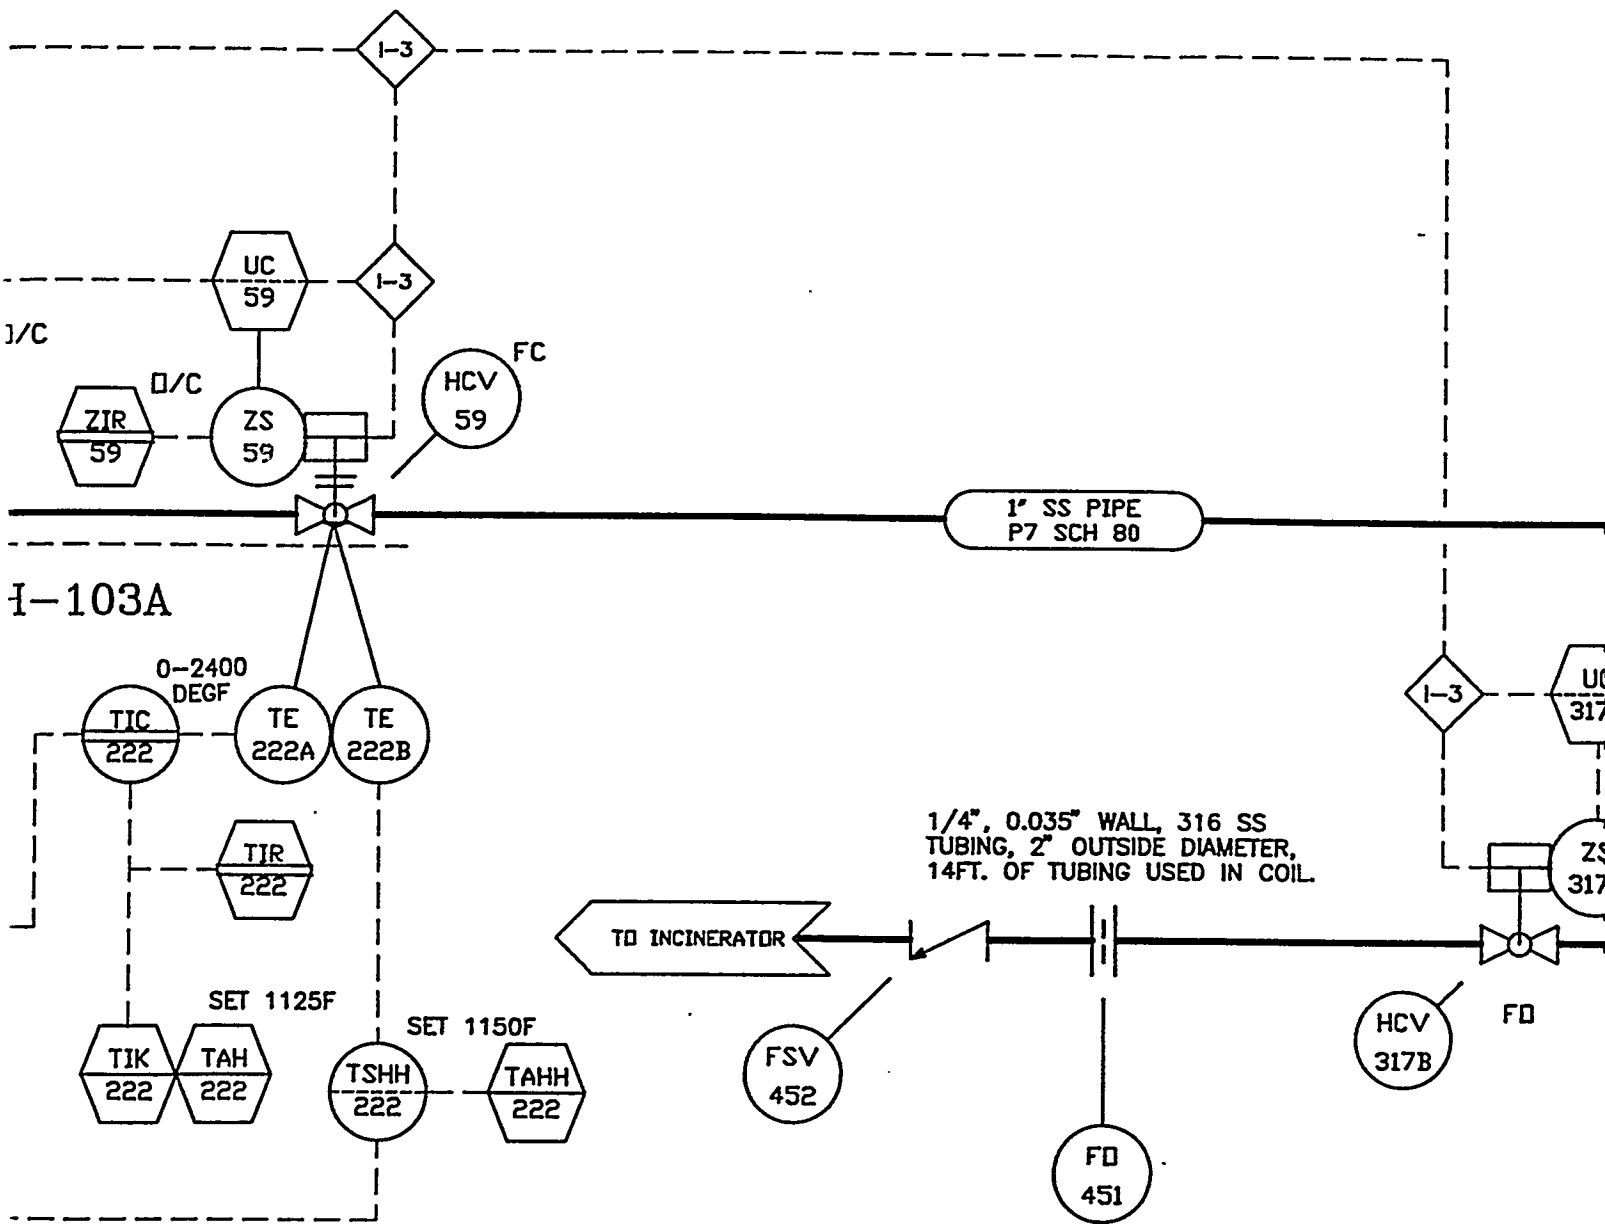 I-3
UC
59
I-3
O/C
FC
HCV
59
O/C
ZIR
59
ZS
59
1" SS PIPE
P7 SCH 80
-103A
0-2400
DEGF
TIC
222
TE
222A
TE
222B
I-3
317
TIR
222
1/4", 0.035" WALL, 316 SS
TUBING, 2" OUTSIDE DIAMETER,
14FT. OF TUBING USED IN COIL.
317
TO INCINERATOR
SET 1125F
SET 1150F
TIK
222
TAH
222
TSHH
222
TAHH
222
FSV
452
HCV
317B
FO
FO
451